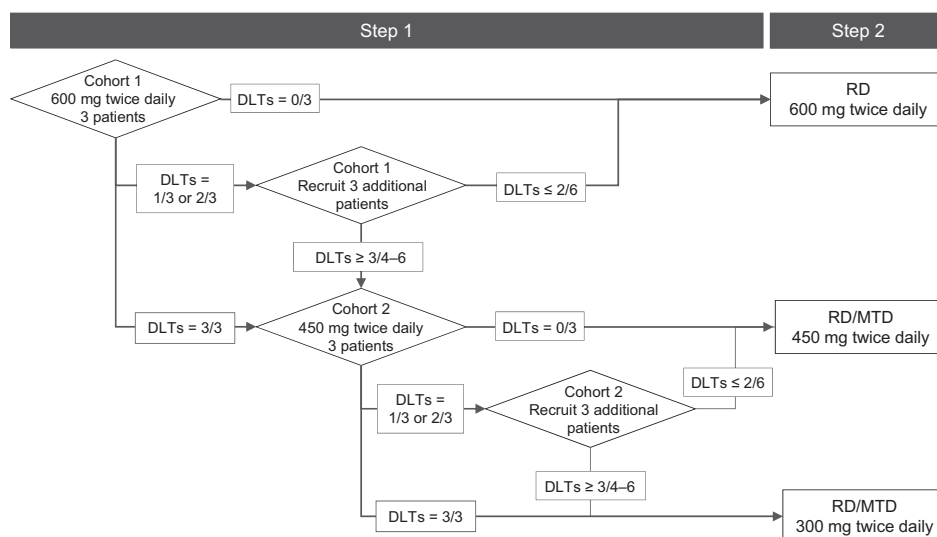 Step 1
Step 2
Cohort 1
600 mg twice daily
3 patients
DLTs = 0/3
RD
600 mg twice daily
DLTs =
1/3 or 2/3
Cohort 1
Recruit 3 additional
patients
DLTs ≤ 2/6
DLTs ≥ 3/4–6
DLTs = 3/3
Cohort 2
450 mg twice daily
3 patients
DLTs = 0/3
RD/MTD
450 mg twice daily
DLTs =
1/3 or 2/3
Cohort 2
Recruit 3 additional
patients
DLTs ≤ 2/6
DLTs ≥ 3/4–6
DLTs = 3/3
RD/MTD
300 mg twice daily